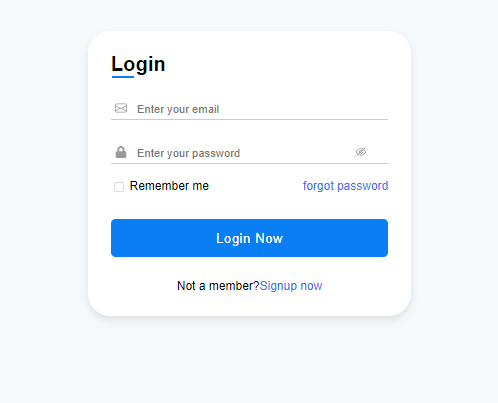 Login
Enter your email
Enter your password
Remember me forgot password
Login Now
Not a member?Signup now